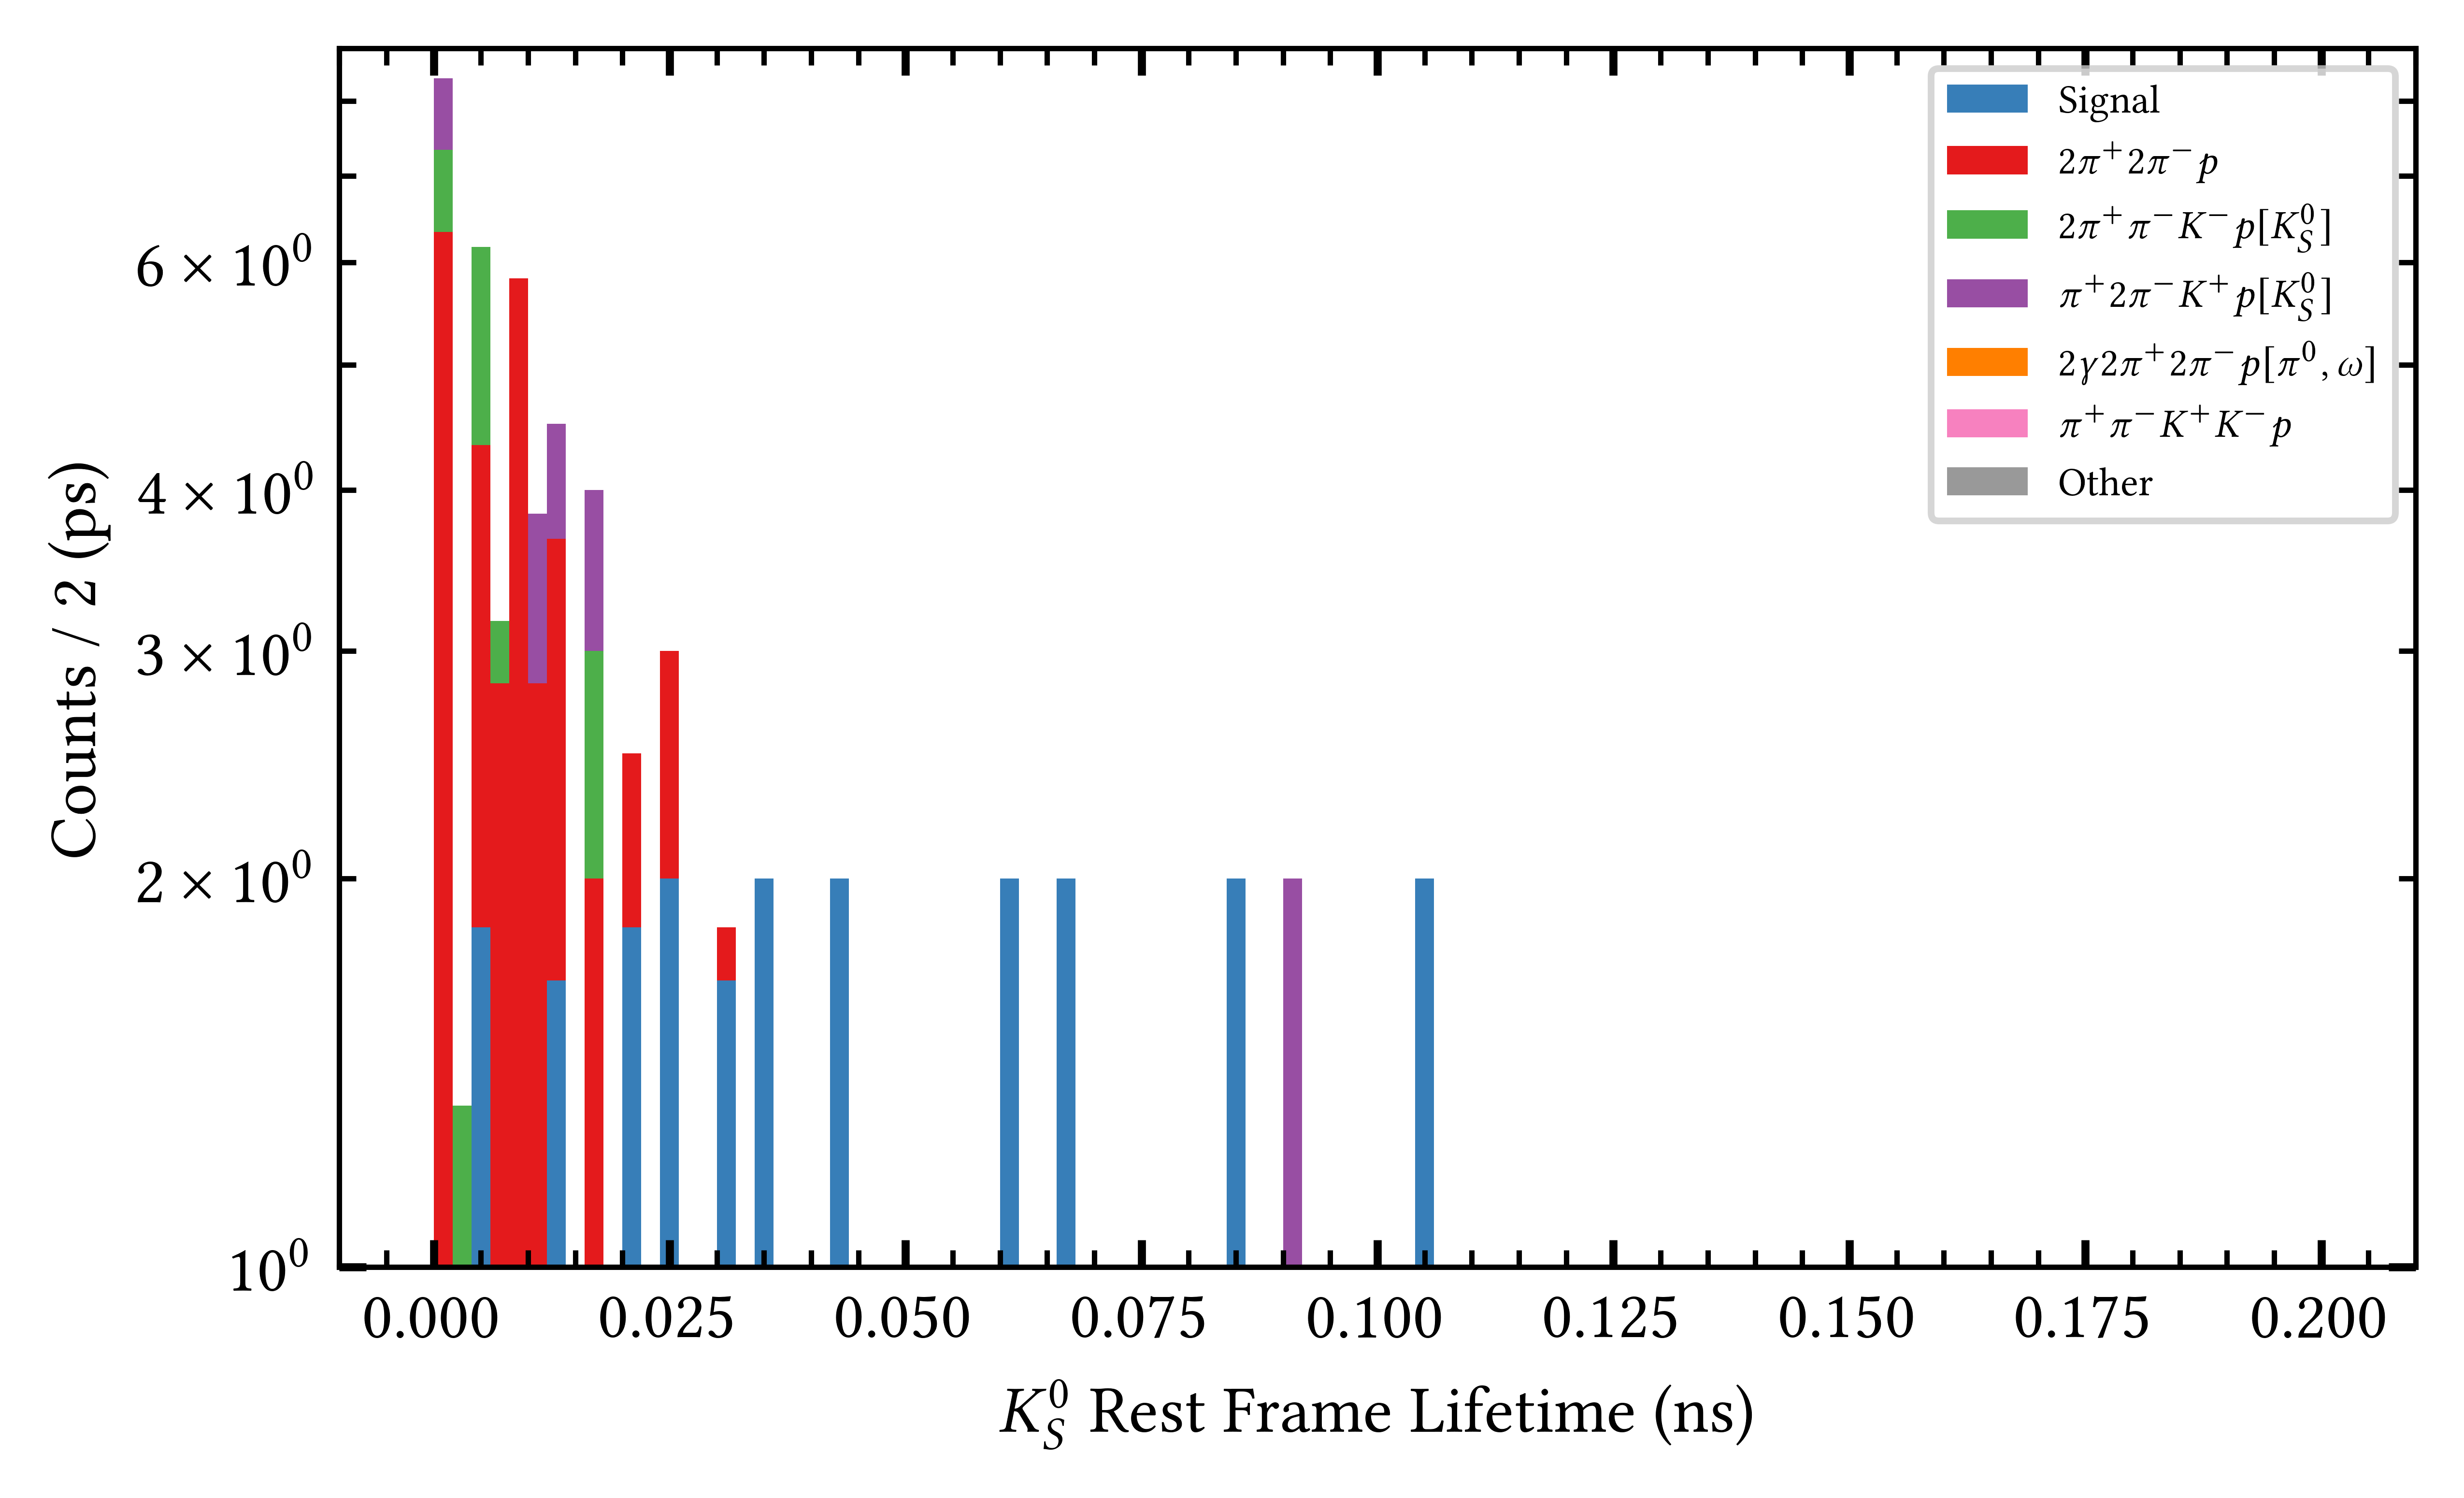 Signal
2π⁺2π⁻p
2π⁺π⁻K⁻p[K⁰_S]
π⁺2π⁻K⁺p[K⁰_S]
2γ2π⁺2π⁻p[π⁰, ω]
π⁺π⁻K⁺K⁻p
Other
6 × 10⁰
4 × 10⁰
3 × 10⁰
2 × 10⁰
10⁰
Counts / 2 (ps)
0.000 0.025 0.050 0.075 0.100 0.125 0.150 0.175 0.200
K⁰_S Rest Frame Lifetime (ns)